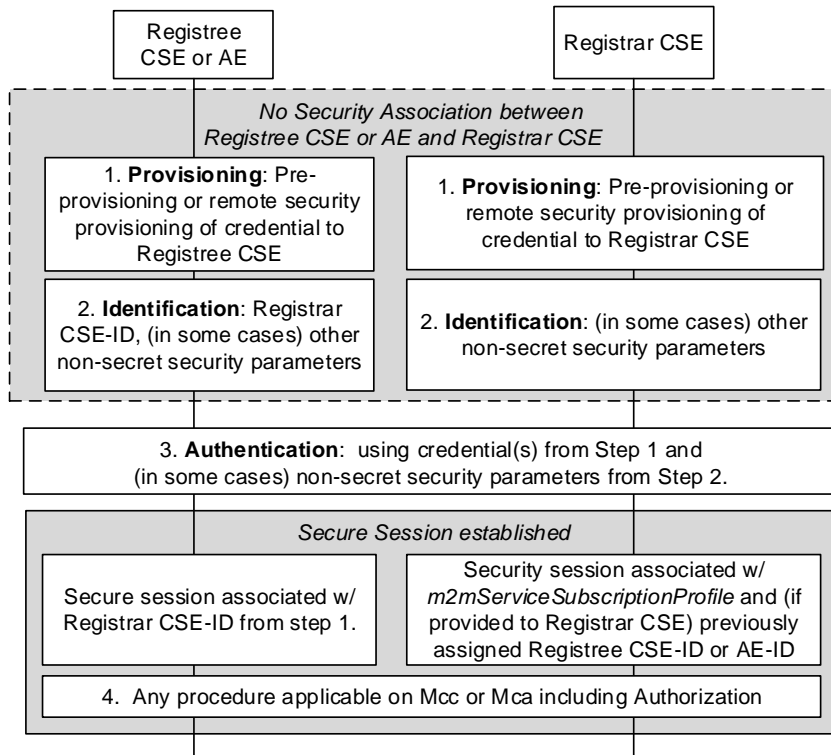 Registree
CSE or AE
Registrar CSE
No Security Association between
Registree CSE or AE and Registrar CSE
1. Provisioning: Pre-
provisioning or remote security
provisioning of credential to
Registree CSE
1. Provisioning: Pre-provisioning or
remote security provisioning of
credential to Registrar CSE
2. Identification: Registrar
CSE-ID, (in some cases) other
non-secret security parameters
2. Identification: (in some cases) other
non-secret security parameters
3. Authentication: using credential(s) from Step 1 and
(in some cases) non-secret security parameters from Step 2.
Secure Session established
Secure session associated w/
Registrar CSE-ID from step 1.
Security session associated w/
m2mServiceSubscriptionProfile and (if
provided to Registrar CSE) previously
assigned Registree CSE-ID or AE-ID
4. Any procedure applicable on Mcc or Mca including Authorization